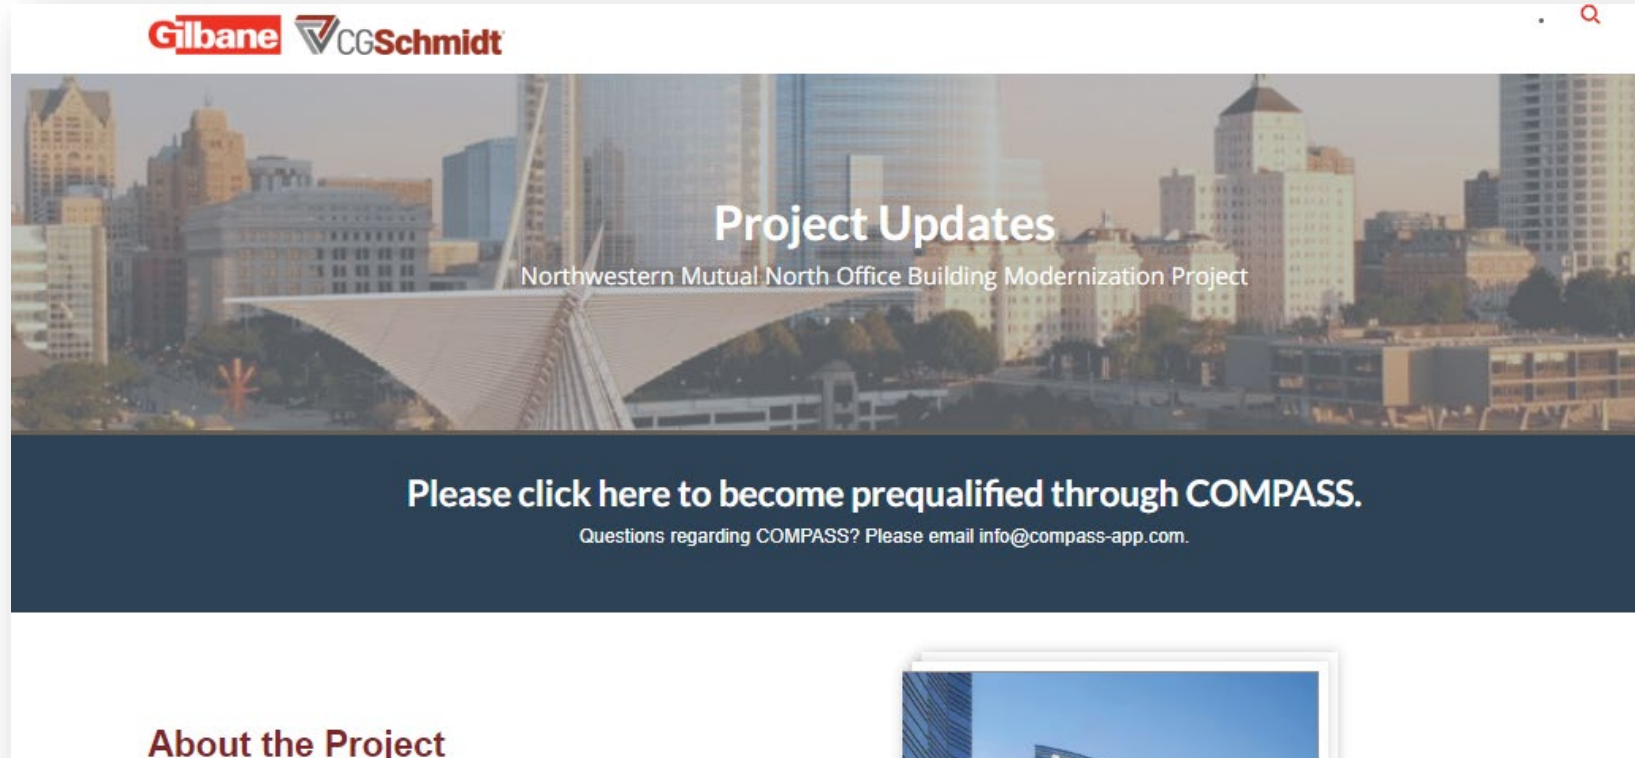 Gilbane CGSchmidt
Project Updates
Northwestern Mutual North Office Building Modernization Project
Please click here to become prequalified through COMPASS.
Questions regarding COMPASS? Please email info@compass-app.com.
About the Project